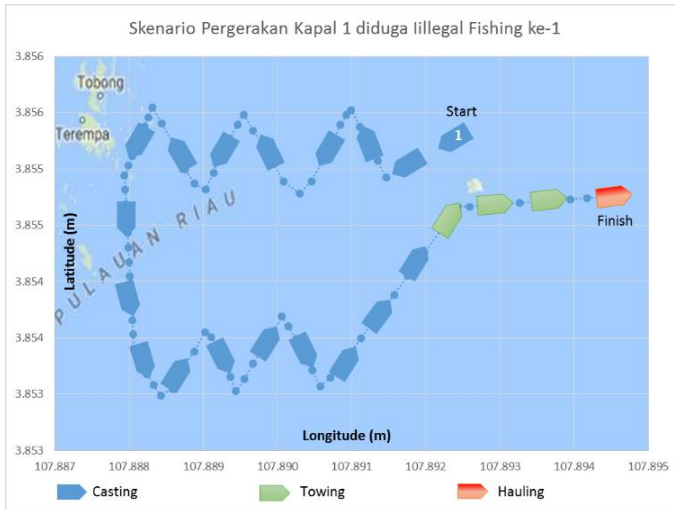 Skenario Pergerakan Kapal 1 diduga Iillegal Fishing ke-1
3.856
3.856
3.855
3.855
3.854
3.854
3.853
3.853
Latitude (m)
Tobong
Terempa
PULAUAN RIAU
Start
1
Finish
Longitude (m)
107.887 107.888 107.889 107.890 107.891 107.892 107.893 107.894 107.895
Casting Towing Hauling